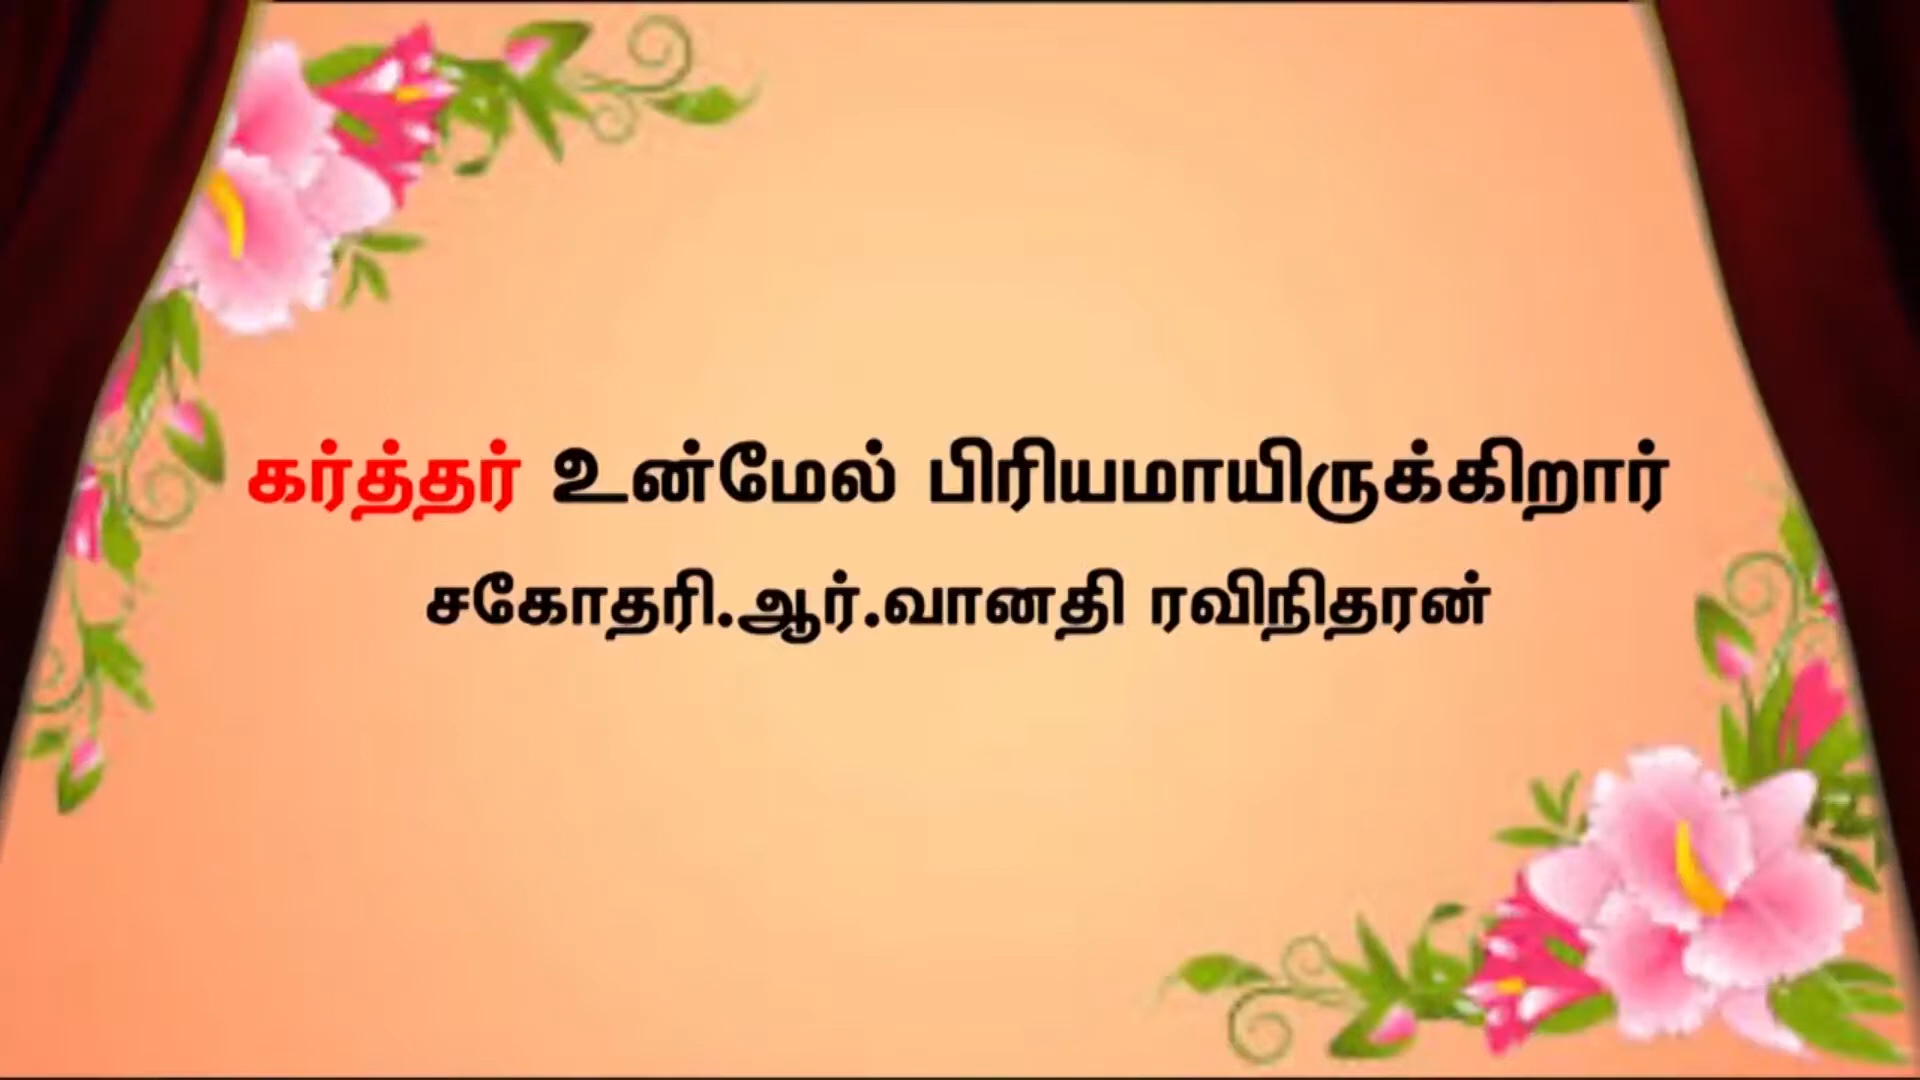 கர்த்தர் உன்மேல் பிரியமாயிருக்கிறார்
சகோதரி.ஆர்.வானதி ரவிநிதரன்